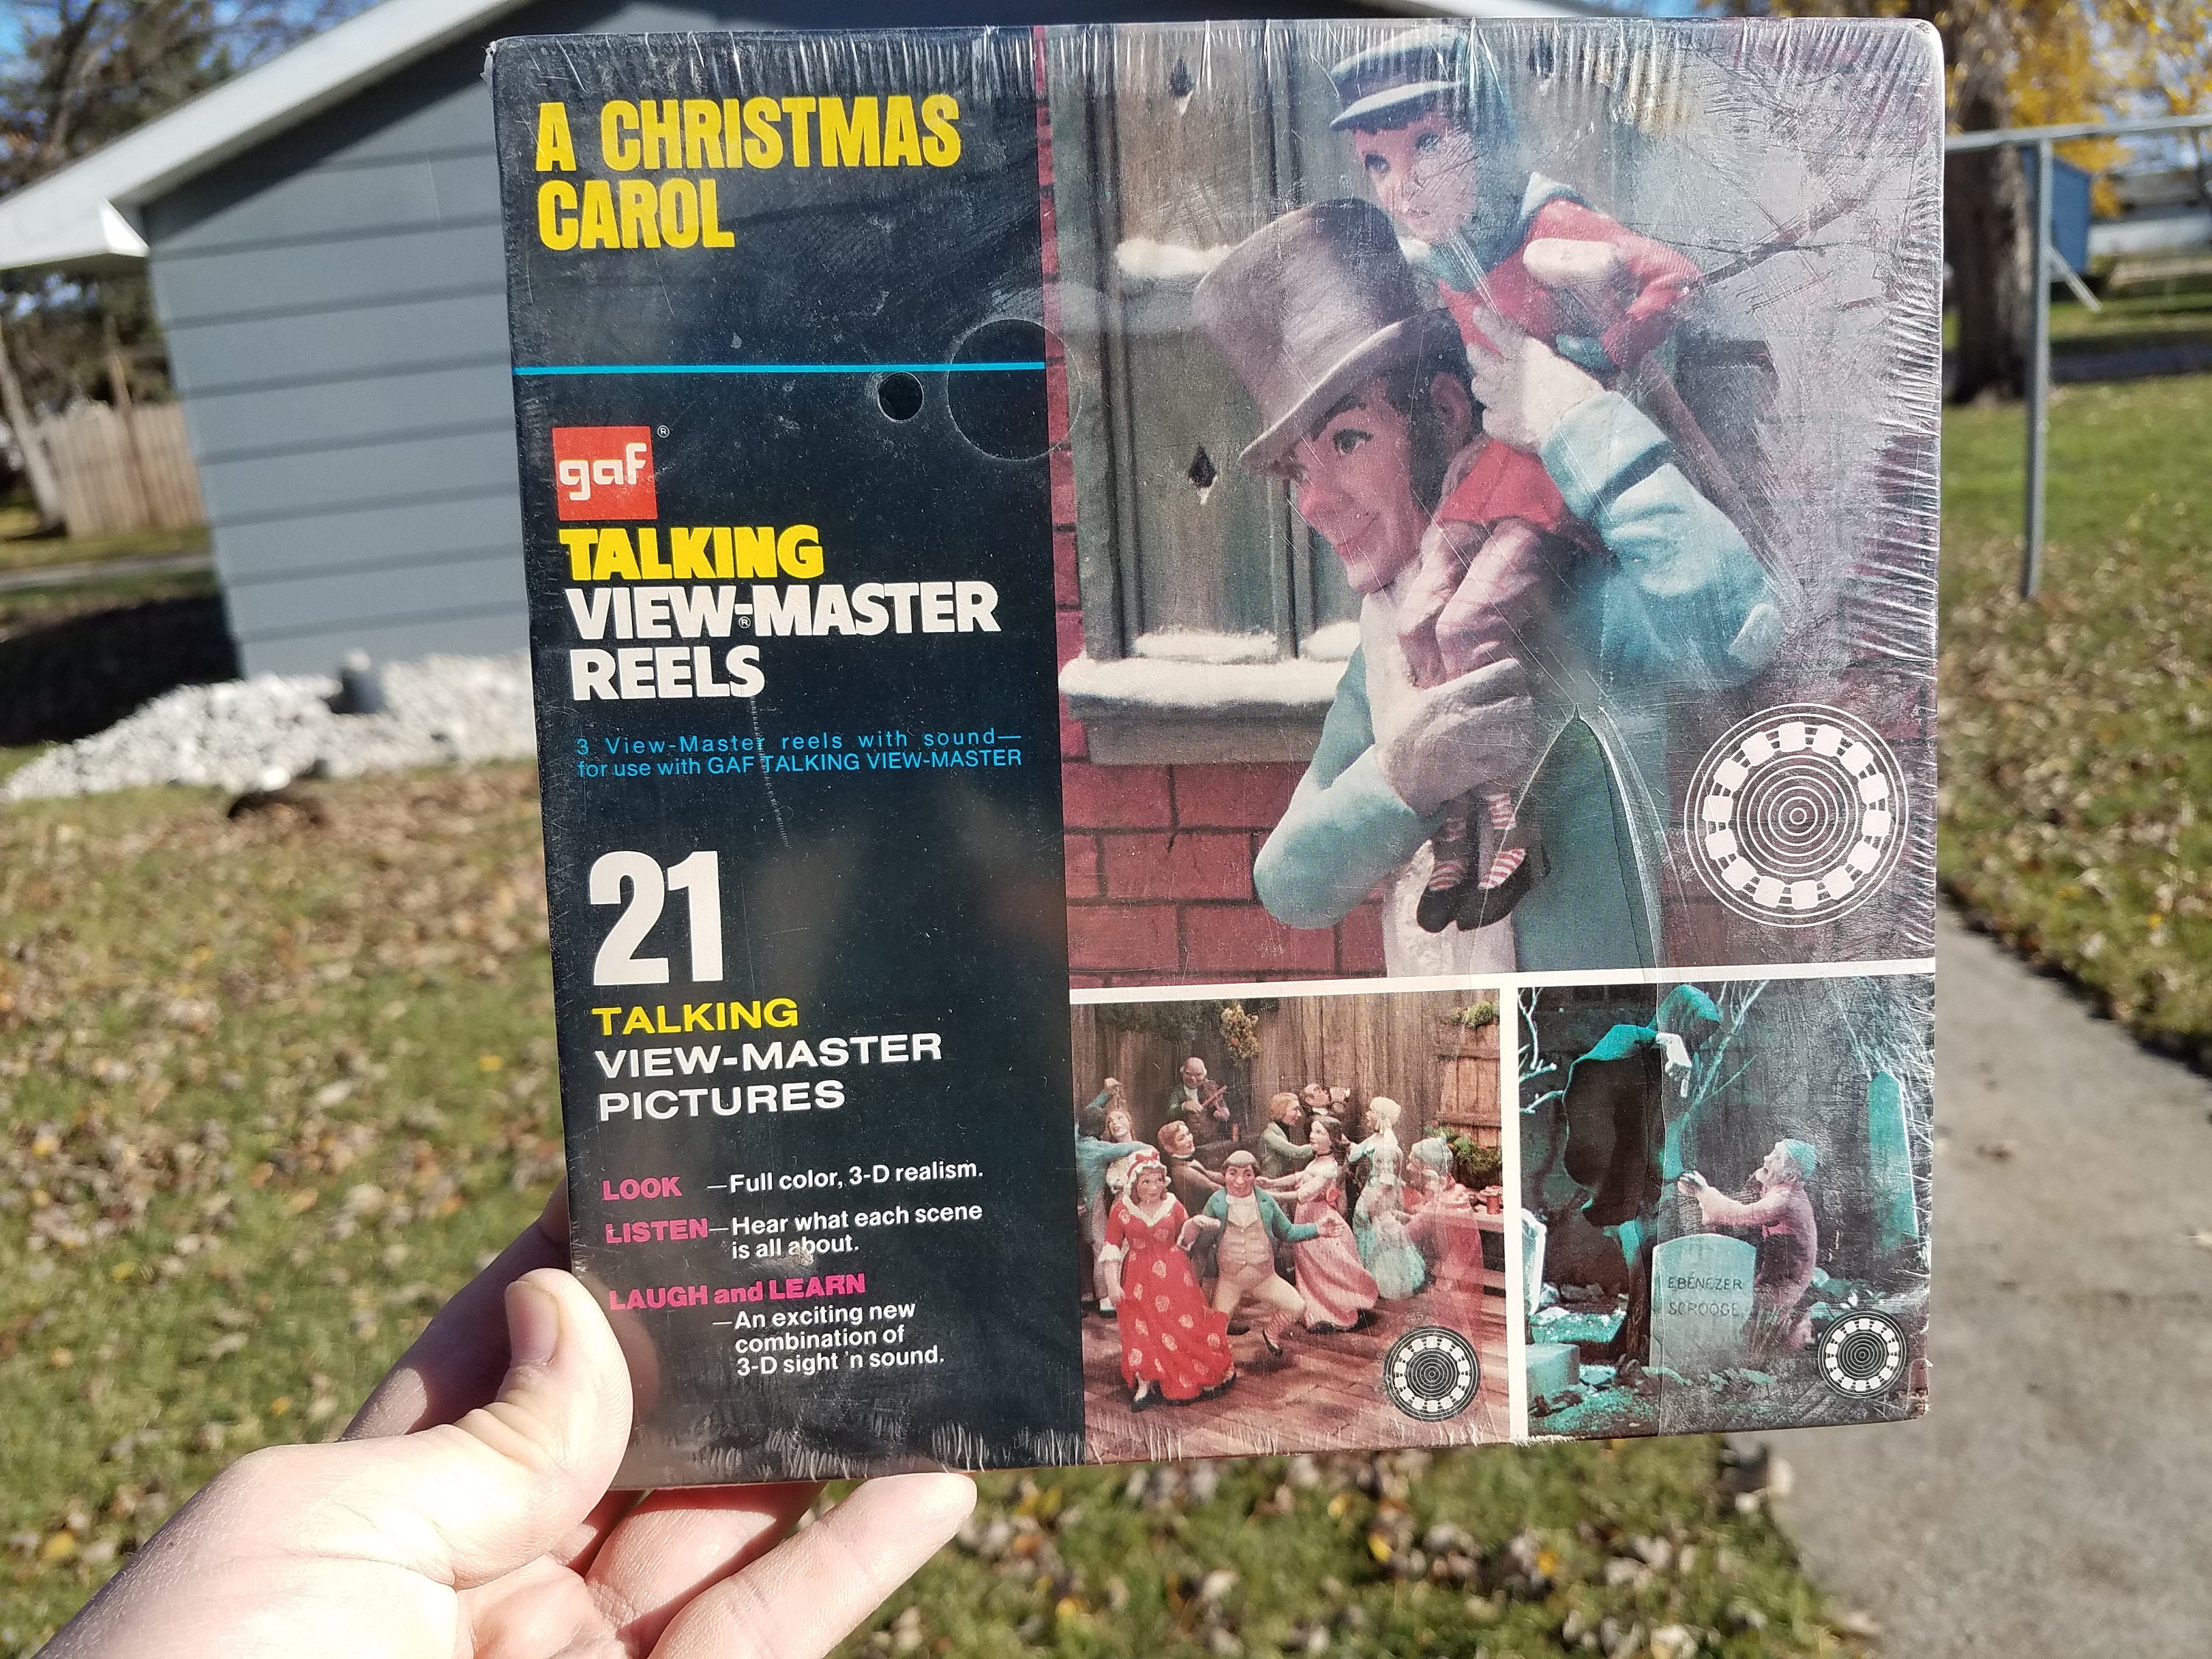 A CHRISTMAS
CAROL
gaf®
TALKING
VIEW-MASTER®
REELS
3 View-Master reels with sound—
for use with GAF TALKING VIEW-MASTER
21
TALKING
VIEW-MASTER
PICTURES
LOOK —Full color, 3-D realism.
LISTEN—Hear what each scene
is all about.
LAUGH and LEARN
—An exciting new
combination of
3-D sight 'n sound.
EBENEZER
SCROOGE